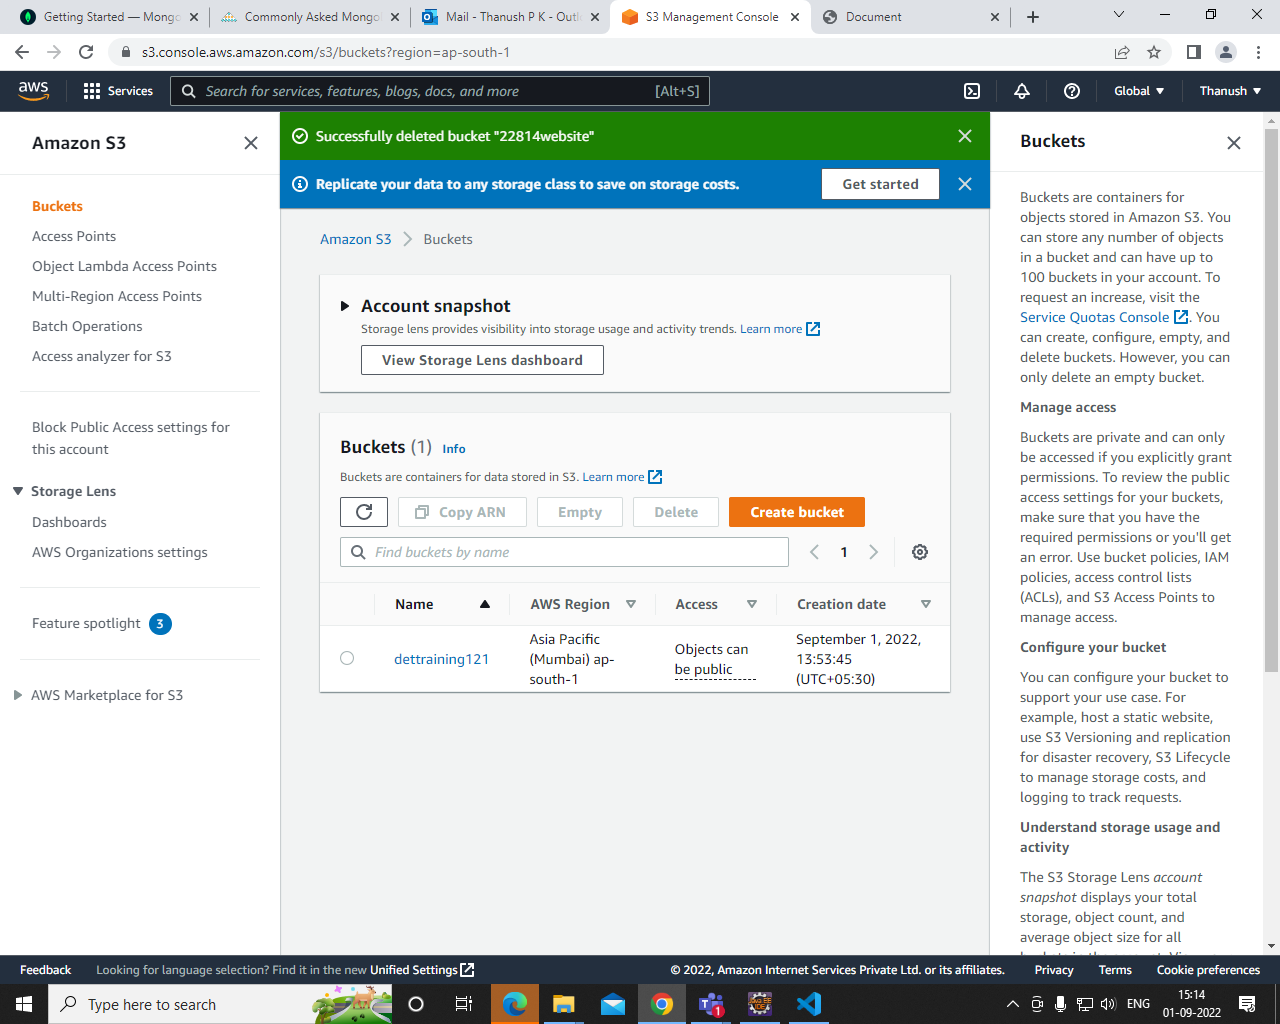 Getting Started — Mongo
Commonly Asked Mongo
Mail - Thanush P K - Outl
S3 Management Console
Document
s3.console.aws.amazon.com/s3/buckets?region=ap-south-1
aws
Services
Search for services, features, blogs, docs, and more
[Alt+S]
Global
Thanush
Amazon S3
Buckets
Access Points
Object Lambda Access Points
Multi-Region Access Points
Batch Operations
Access analyzer for S3
Block Public Access settings for
this account
Storage Lens
Dashboards
AWS Organizations settings
Feature spotlight 3
AWS Marketplace for S3
Successfully deleted bucket "22814website"
Replicate your data to any storage class to save on storage costs.
Get started
Amazon S3
Buckets
Account snapshot
Storage lens provides visibility into storage usage and activity trends. Learn more
View Storage Lens dashboard
Buckets (1) Info
Buckets are containers for data stored in S3. Learn more
Copy ARN
Empty
Delete
Create bucket
Find buckets by name
1
Name
AWS Region
Access
Creation date
dettraining121
Asia Pacific
(Mumbai) ap-
south-1
Objects can
be public
September 1, 2022,
13:53:45
(UTC+05:30)
Buckets
Buckets are containers for
objects stored in Amazon S3. You
can store any number of objects
in a bucket and can have up to
100 buckets in your account. To
request an increase, visit the
Service Quotas Console . You
can create, configure, empty, and
delete buckets. However, you can
only delete an empty bucket.
Manage access
Buckets are private and can only
be accessed if you explicitly grant
permissions. To review the public
access settings for your buckets,
make sure that you have the
required permissions or you'll get
an error. Use bucket policies, IAM
policies, access control lists
(ACLs), and S3 Access Points to
manage access.
Configure your bucket
You can configure your bucket to
support your use case. For
example, host a static website,
use S3 Versioning and replication
for disaster recovery, S3 Lifecycle
to manage storage costs, and
logging to track requests.
Understand storage usage and
activity
The S3 Storage Lens account
snapshot displays your total
storage, object count, and
average object size for all
Feedback
Looking for language selection? Find it in the new Unified Settings
© 2022, Amazon Internet Services Private Ltd. or its affiliates.
Privacy
Terms
Cookie preferences
Type here to search
1
ENG
15:14
01-09-2022